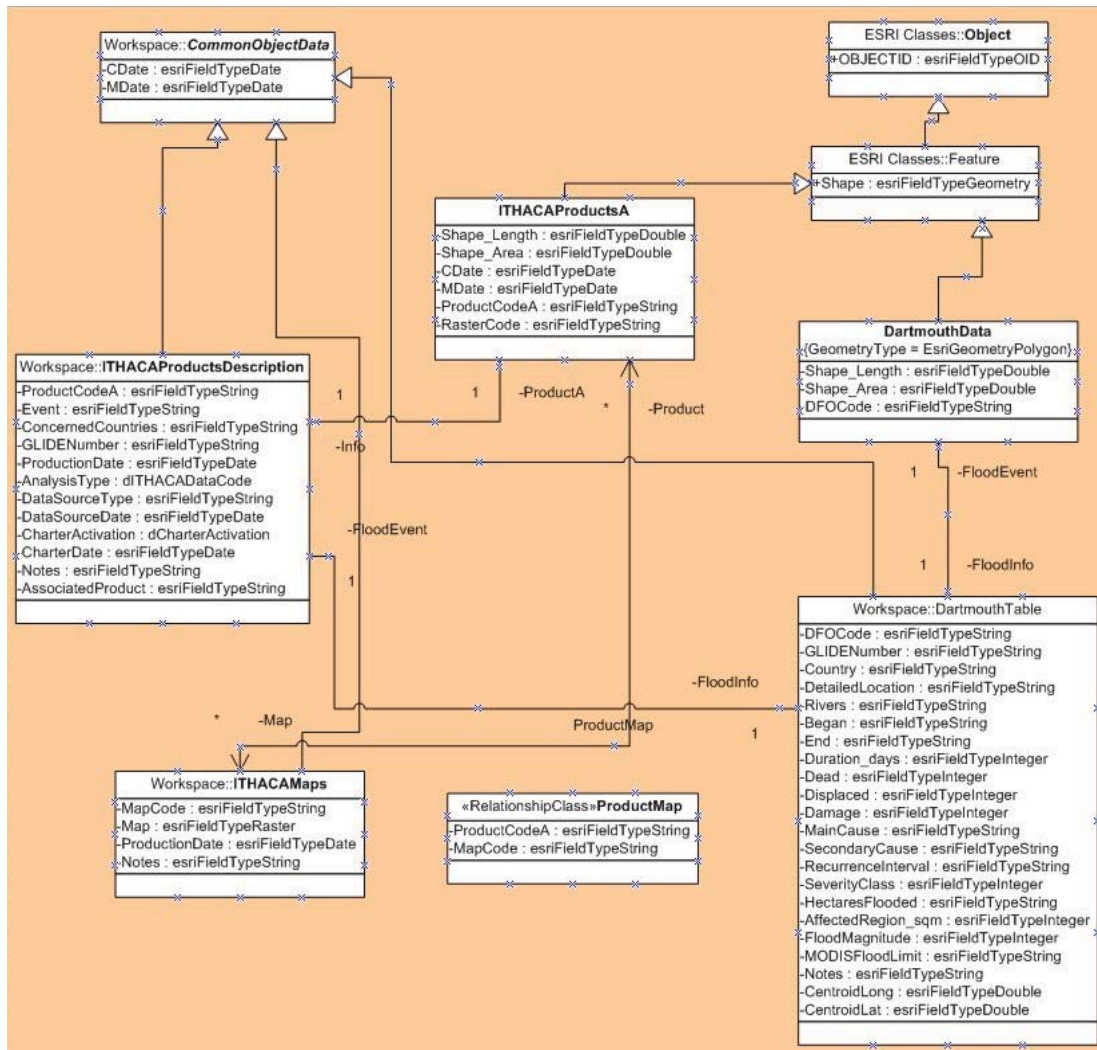 Workspace::CommonObjectData
-CDate : esriFieldTypeDate
-MDate : esriFieldTypeDate
ESRI Classes::Object
+OBJECTID : esriFieldTypeOID
ESRI Classes::Feature
+Shape : esriFieldTypeGeometry
ITHACAProductsA
-Shape_Length : esriFieldTypeDouble
-Shape_Area : esriFieldTypeDouble
-CDate : esriFieldTypeDate
-MDate : esriFieldTypeDate
-ProductCodeA : esriFieldTypeString
-RasterCode : esriFieldTypeString
DartmouthData
{GeometryType = EsriGeometryPolygon}
-Shape_Length : esriFieldTypeDouble
-Shape_Area : esriFieldTypeDouble
-DFOCode : esriFieldTypeString
Workspace::ITHACAProductsDescription
-ProductCodeA : esriFieldTypeString
-Event : esriFieldTypeString
-ConcernedCountries : esriFieldTypeString
-GLIDENumber : esriFieldTypeString
-ProductionDate : esriFieldTypeDate
-AnalysisType : dITHACADataCode
-DataSourceType : esriFieldTypeString
-DataSourceDate : esriFieldTypeDate
-CharterActivation : dCharterActivation
-CharterDate : esriFieldTypeDate
-Notes : esriFieldTypeString
-AssociatedProduct : esriFieldTypeString
1
-Info
1
-ProductA
*
-Product
-FloodEvent
1
1
-FloodEvent
1
-FloodInfo
-FloodInfo
1
*
-Map
ProductMap
Workspace::DartmouthTable
-DFOCode : esriFieldTypeString
-GLIDENumber : esriFieldTypeString
-Country : esriFieldTypeString
-DetailedLocation : esriFieldTypeString
-Rivers : esriFieldTypeString
-Began : esriFieldTypeString
-End : esriFieldTypeString
-Duration_days : esriFieldTypeInteger
-Dead : esriFieldTypeInteger
-Displaced : esriFieldTypeInteger
-Damage : esriFieldTypeInteger
-MainCause : esriFieldTypeString
-SecondaryCause : esriFieldTypeString
-RecurrenceInterval : esriFieldTypeString
-SeverityClass : esriFieldTypeInteger
-HectaresFlooded : esriFieldTypeString
-AffectedRegion_sqm : esriFieldTypeInteger
-FloodMagnitude : esriFieldTypeInteger
-MODISFloodLimit : esriFieldTypeString
-Notes : esriFieldTypeString
-CentroidLong : esriFieldTypeDouble
-CentroidLat : esriFieldTypeDouble
Workspace::ITHACAMaps
-MapCode : esriFieldTypeString
-Map : esriFieldTypeRaster
-ProductionDate : esriFieldTypeDate
-Notes : esriFieldTypeString
«RelationshipClass»ProductMap
-ProductCodeA : esriFieldTypeString
-MapCode : esriFieldTypeString